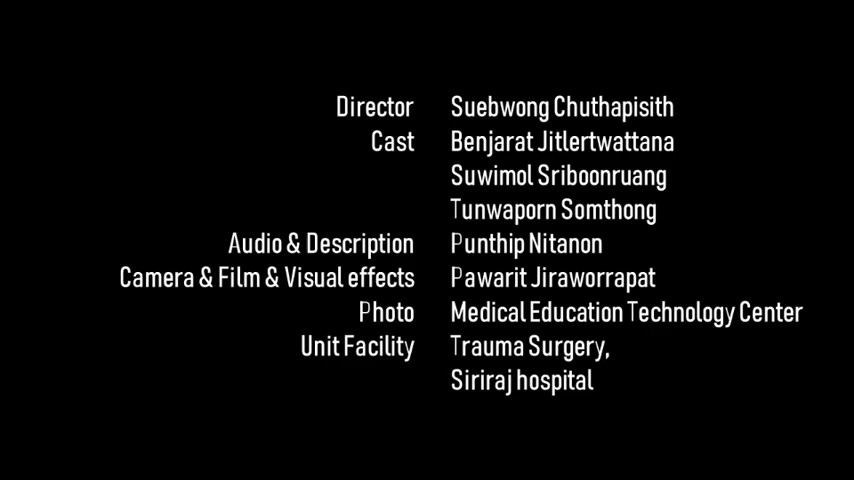 Director Suebwong Chuthapisith
Cast Benjarat Jitlertwattana
Suwimol Sriboonruang
Tunwaporn Somthong
Audio & Description Punthip Nitanon
Camera & Film & Visual effects Pawarit Jiraworrapat
Photo Medical Education Technology Center
Unit Facility Trauma Surgery,
Siriraj hospital